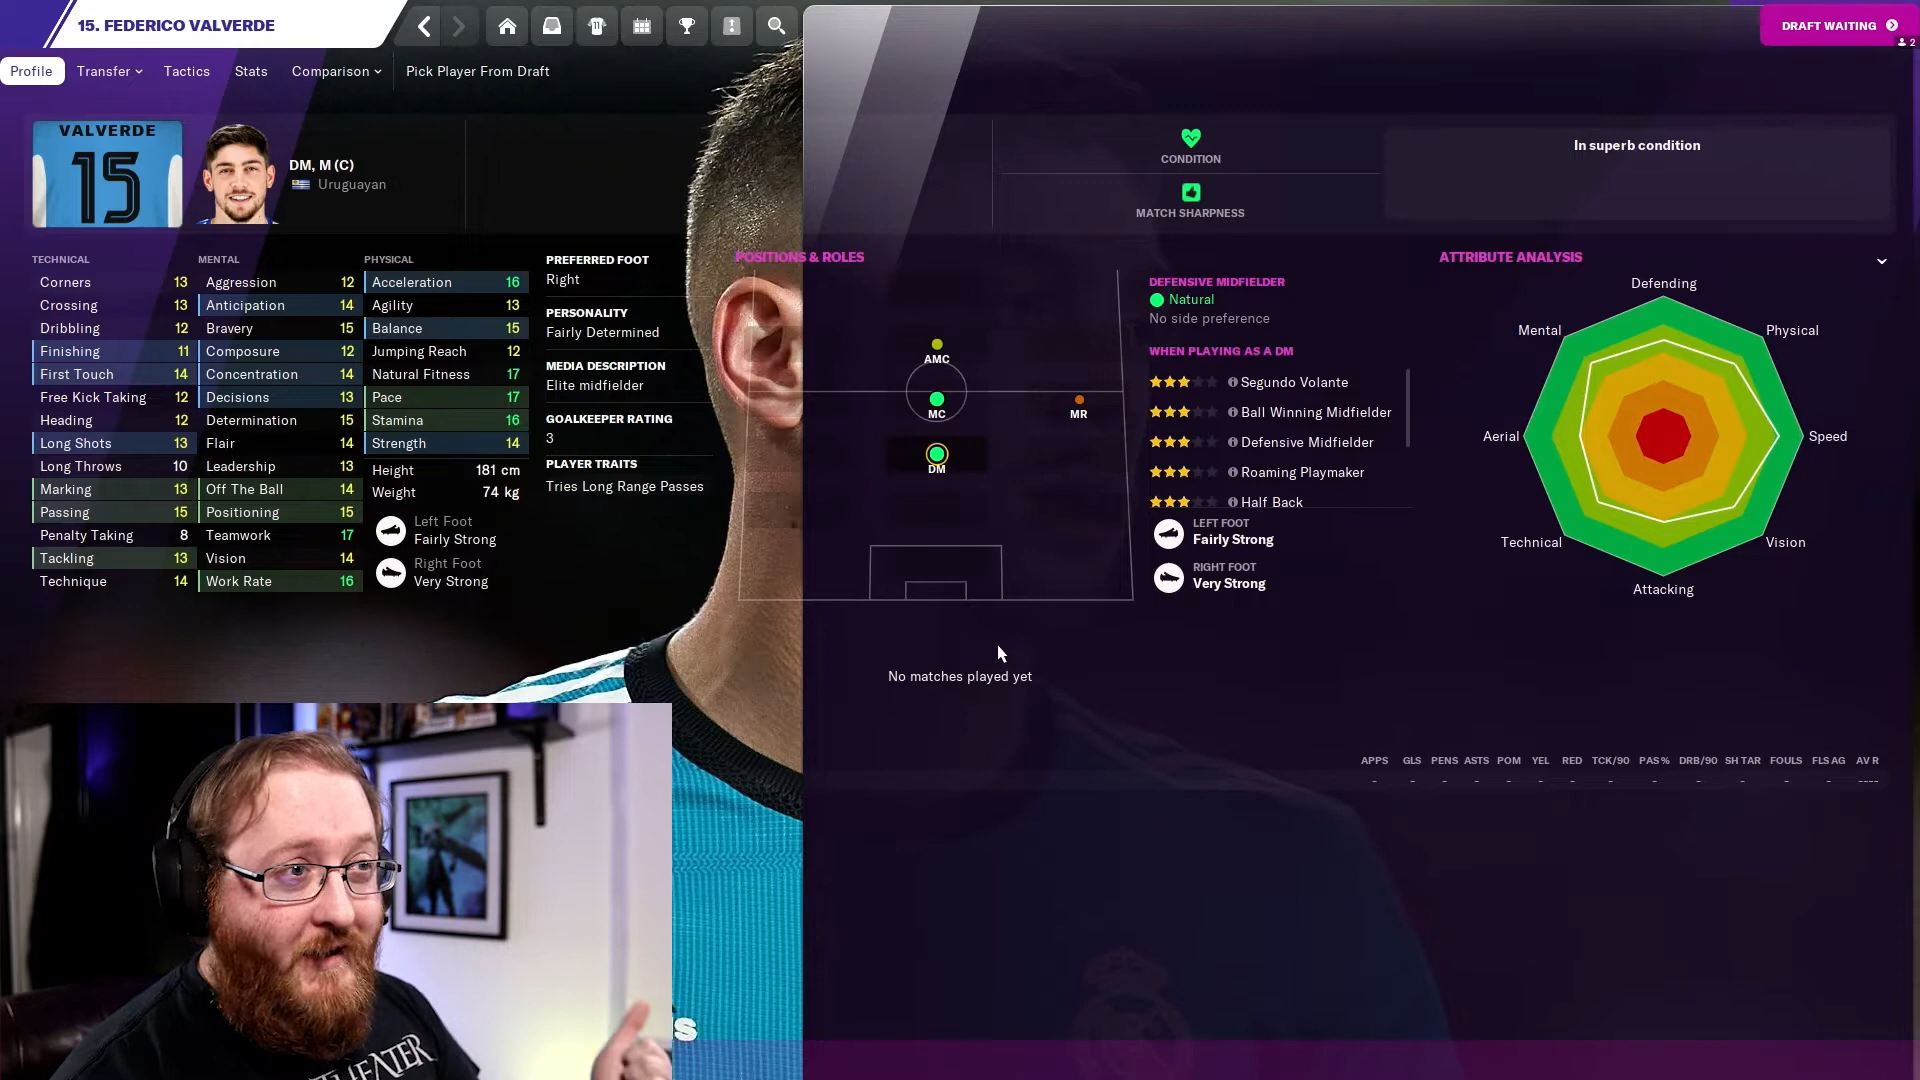 15. FEDERICO VALVERDE
DRAFT WAITING
2
Profile
Transfer
Tactics
Stats
Comparison
Pick Player From Draft
VALVERDE
15
DM, M (C)
Uruguayan
CONDITION
MATCH SHARPNESS
In superb condition
TECHNICAL
Corners 13
Crossing 13
Dribbling 12
Finishing 11
First Touch 14
Free Kick Taking 12
Heading 12
Long Shots 13
Long Throws 10
Marking 13
Passing 15
Penalty Taking 8
Tackling 13
Technique 14
MENTAL
Aggression 12
Anticipation 14
Bravery 15
Composure 12
Concentration 14
Decisions 13
Determination 15
Flair 14
Leadership 13
Off The Ball 14
Positioning 15
Teamwork 17
Vision 14
Work Rate 16
PHYSICAL
Acceleration 16
Agility 13
Balance 15
Jumping Reach 12
Natural Fitness 17
Pace 17
Stamina 16
Strength 14
Height 181 cm
Weight 74 kg
Left Foot
Fairly Strong
Right Foot
Very Strong
PREFERRED FOOT
Right
PERSONALITY
Fairly Determined
MEDIA DESCRIPTION
Elite midfielder
GOALKEEPER RATING
3
PLAYER TRAITS
Tries Long Range Passes
POSITIONS & ROLES
AMC
MC
MR
DM
DEFENSIVE MIDFIELDER
Natural
No side preference
WHEN PLAYING AS A DM
Segundo Volante
Ball Winning Midfielder
Defensive Midfielder
Roaming Playmaker
Half Back
LEFT FOOT
Fairly Strong
RIGHT FOOT
Very Strong
ATTRIBUTE ANALYSIS
Defending
Mental
Physical
Aerial
Speed
Technical
Vision
Attacking
No matches played yet
APPS GLS PENS ASTS POM YEL RED TCK/90 PAS % DRB/90 SH TAR FOULS FLS AG AV R
- - - - - - - - - - - - - ----
s